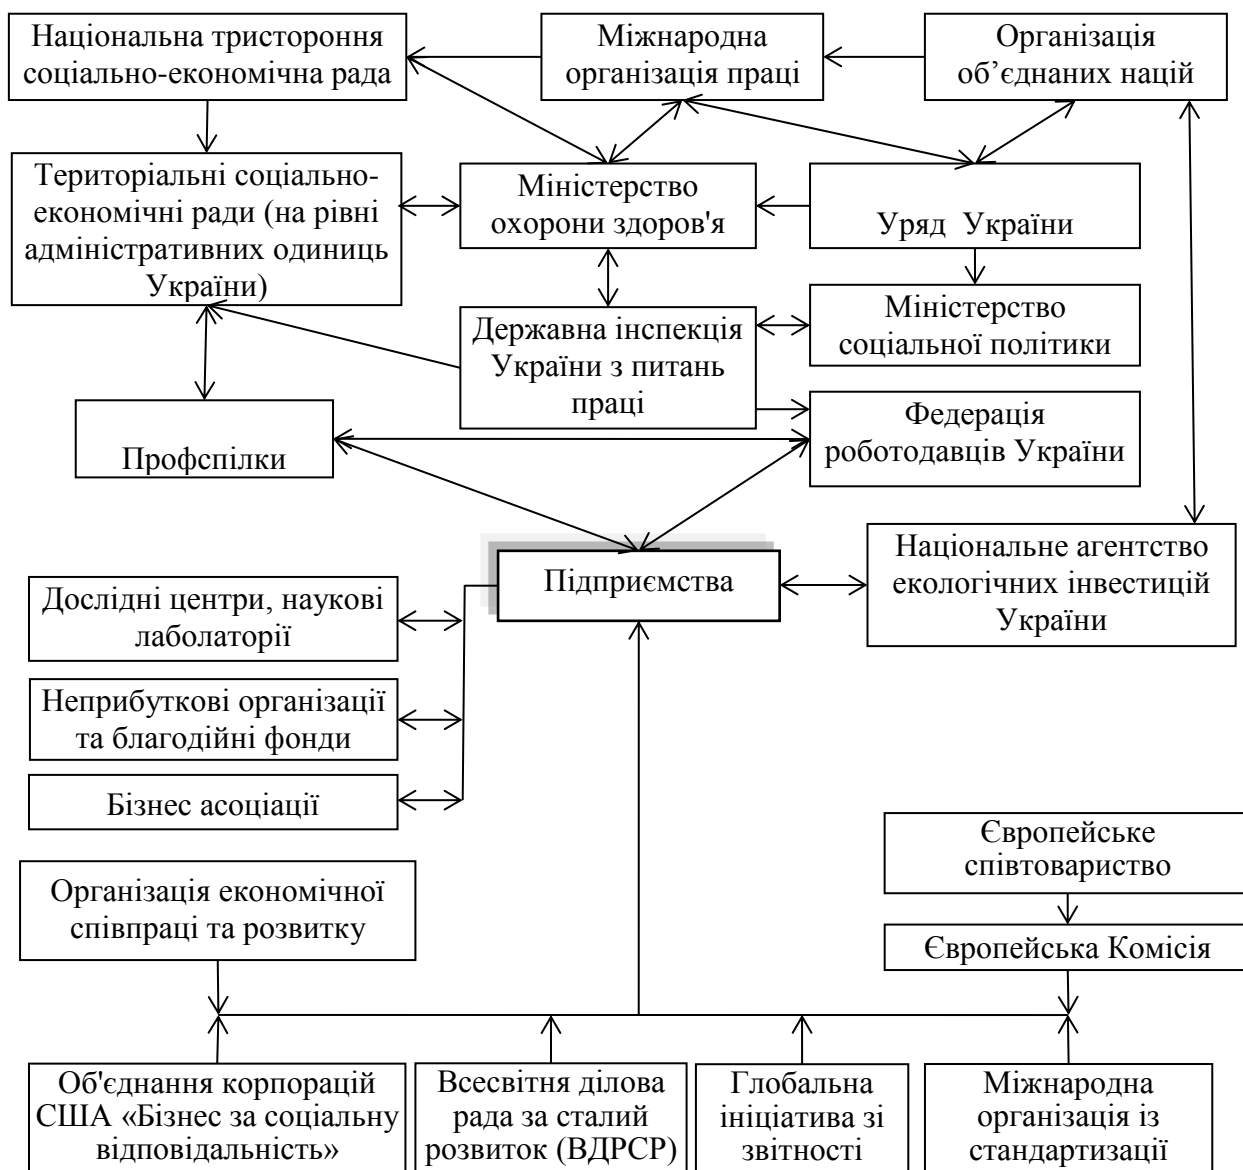 Національна тристороння
соціально-економічна рада
Міжнародна
організація праці
Організація
об’єднаних націй
Територіальні соціально-
економічні ради (на рівні
адміністративних одиниць
України)
Міністерство
охорони здоров'я
Уряд України
Державна інспекція
України з питань
праці
Міністерство
соціальної політики
Профспілки
Федерація
роботодавців України
Підприємства
Національне агентство
екологічних інвестицій
України
Дослідні центри, наукові
лаболаторії
Неприбуткові організації
та благодійні фонди
Бізнес асоціації
Організація економічної
співпраці та розвитку
Європейське
співтовариство
Європейська Комісія
Об'єднання корпорацій
США «Бізнес за соціальну
відповідальність»
Всесвітня ділова
рада за сталий
розвиток (ВДРСР)
Глобальна
ініціатива зі
звітності
Міжнародна
організація із
стандартизації